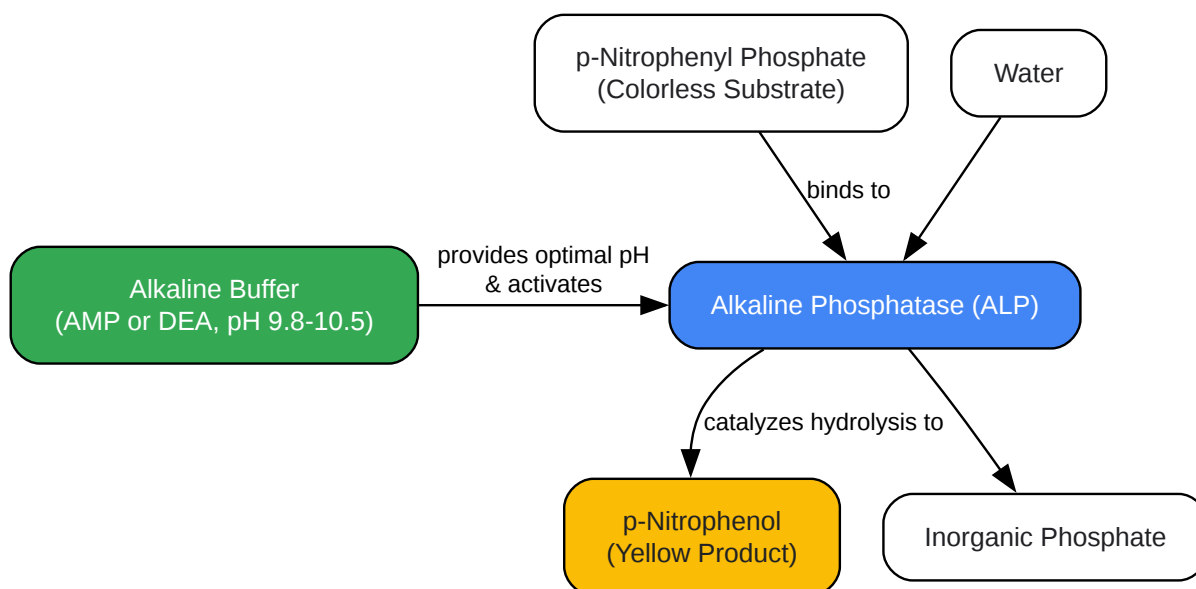 p-Nitrophenyl Phosphate
(Colorless Substrate)
Water
binds to
provides optimal pH
& activates
Alkaline Buffer
(AMP or DEA, pH 9.8-10.5)
Alkaline Phosphatase (ALP)
catalyzes hydrolysis to
p-Nitrophenol
(Yellow Product)
Inorganic Phosphate